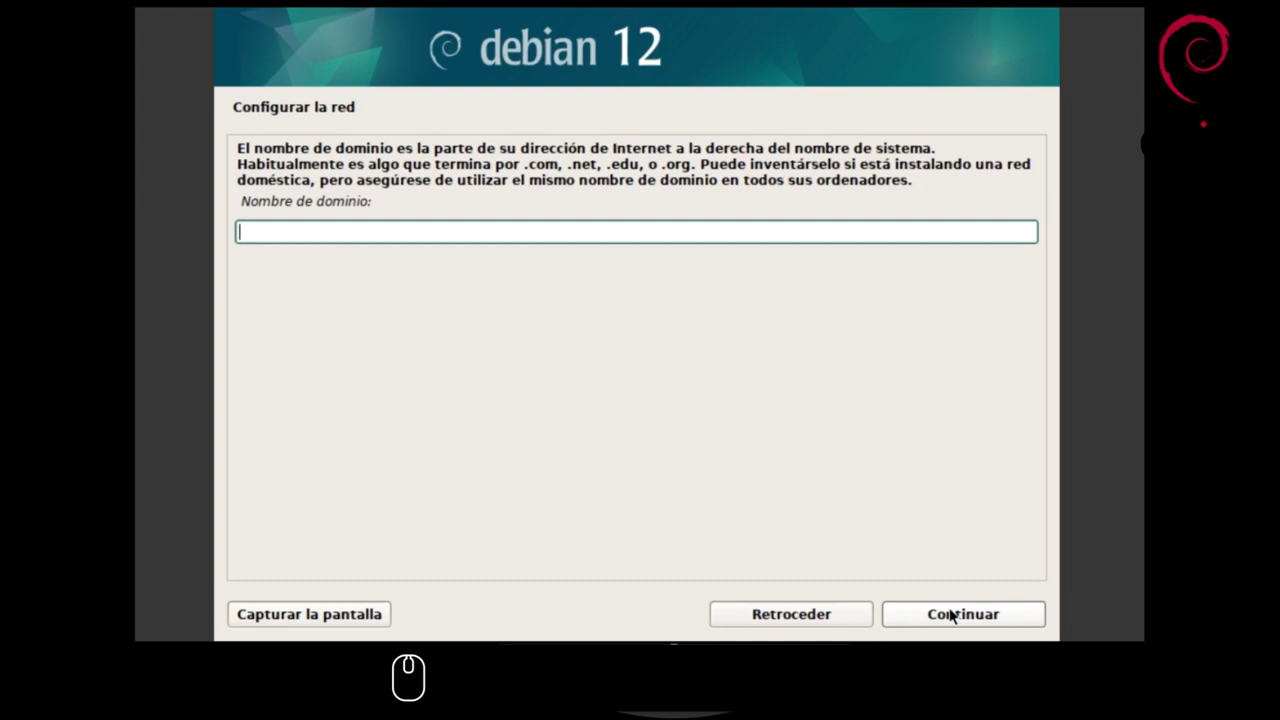 debian 12
Configurar la red
El nombre de dominio es la parte de su dirección de Internet a la derecha del nombre de sistema.
Habitualmente es algo que termina por .com, .net, .edu, o .org. Puede inventárselo si está instalando una red
doméstica, pero asegúrese de utilizar el mismo nombre de dominio en todos sus ordenadores.
Nombre de dominio:
Capturar la pantalla
Retroceder
Continuar